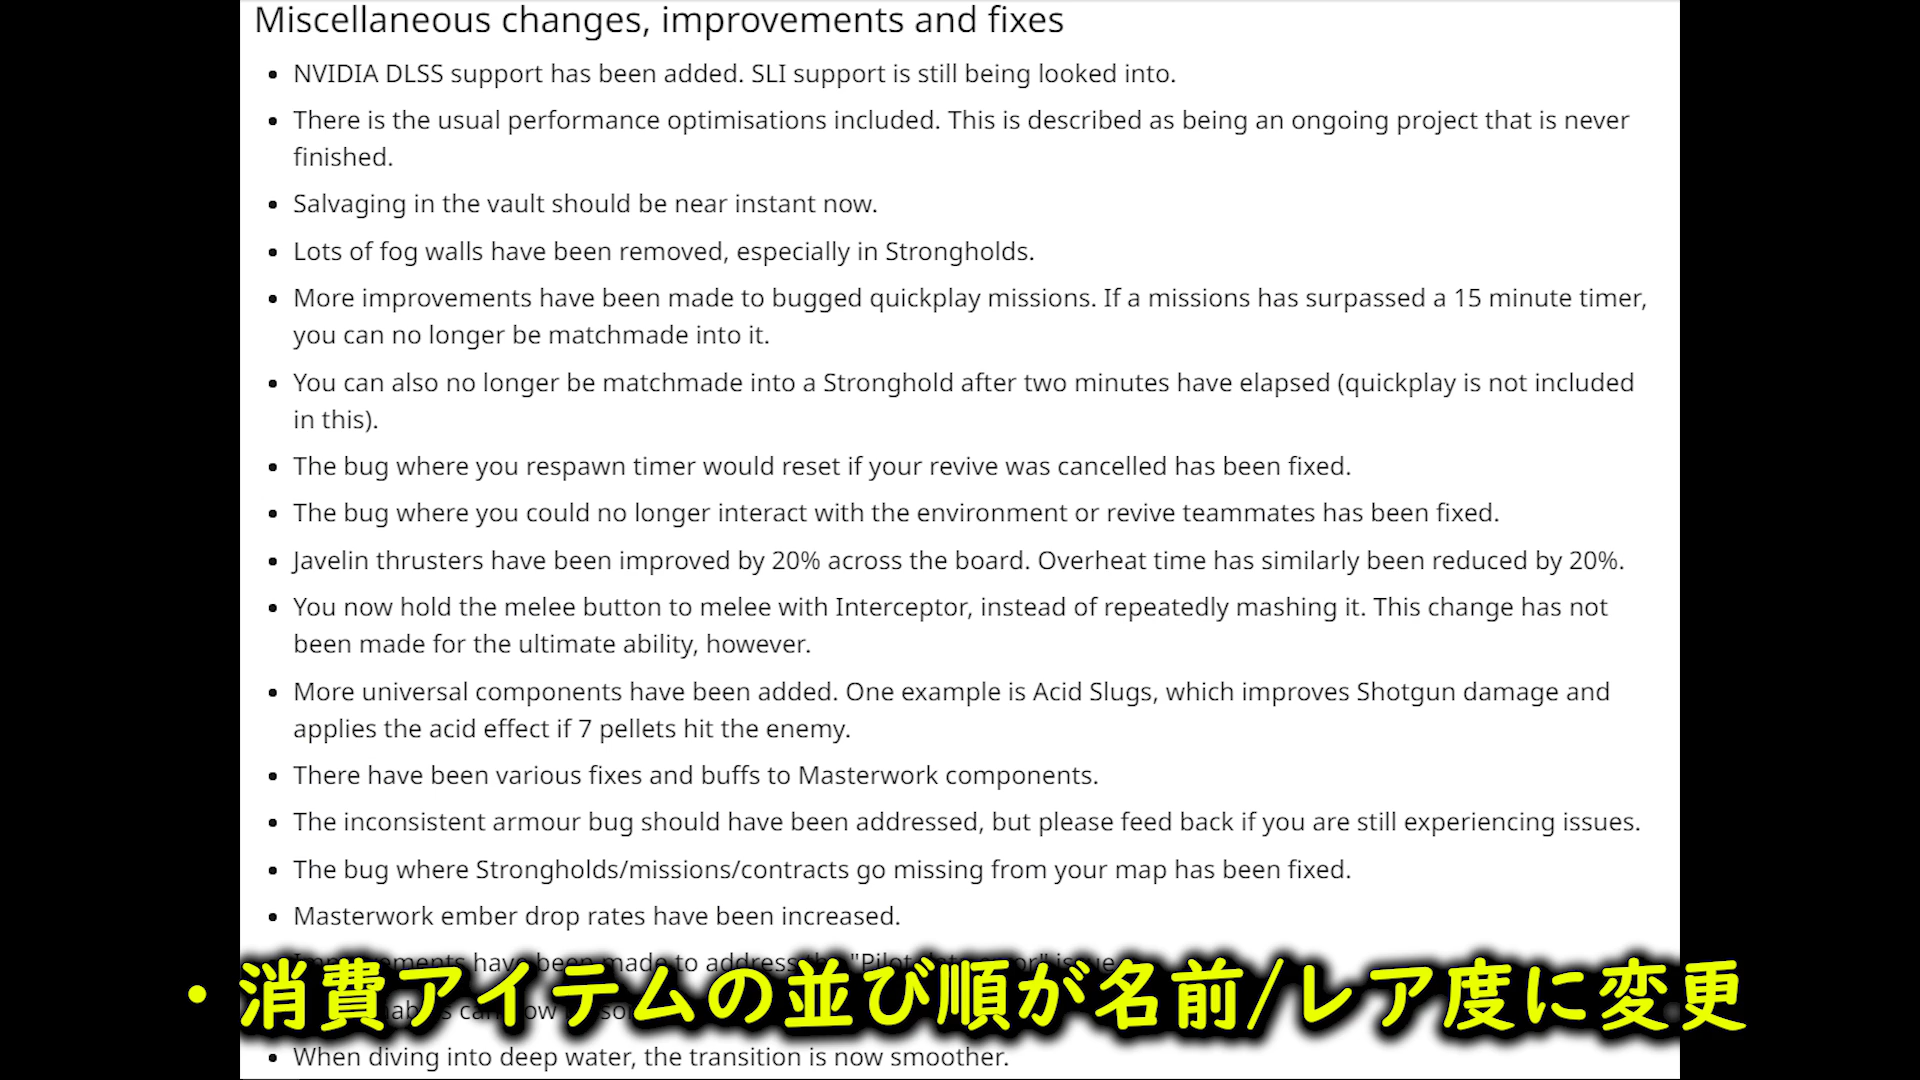 Miscellaneous changes, improvements and fixes
• NVIDIA DLSS support has been added. SLI support is still being looked into.
• There is the usual performance optimisations included. This is described as being an ongoing project that is never
finished.
• Salvaging in the vault should be near instant now.
• Lots of fog walls have been removed, especially in Strongholds.
• More improvements have been made to bugged quickplay missions. If a missions has surpassed a 15 minute timer,
you can no longer be matchmade into it.
• You can also no longer be matchmade into a Stronghold after two minutes have elapsed (quickplay is not included
in this).
• The bug where you respawn timer would reset if your revive was cancelled has been fixed.
• The bug where you could no longer interact with the environment or revive teammates has been fixed.
• Javelin thrusters have been improved by 20% across the board. Overheat time has similarly been reduced by 20%.
• You now hold the melee button to melee with Interceptor, instead of repeatedly mashing it. This change has not
been made for the ultimate ability, however.
• More universal components have been added. One example is Acid Slugs, which improves Shotgun damage and
applies the acid effect if 7 pellets hit the enemy.
• There have been various fixes and buffs to Masterwork components.
• The inconsistent armour bug should have been addressed, but please feed back if you are still experiencing issues.
• The bug where Strongholds/missions/contracts go missing from your map has been fixed.
• Masterwork ember drop rates have been increased.
have been made to address
・消費アイテムの並び順が名前/レア度に変更
• When diving into deep water, the transition is now smoother.